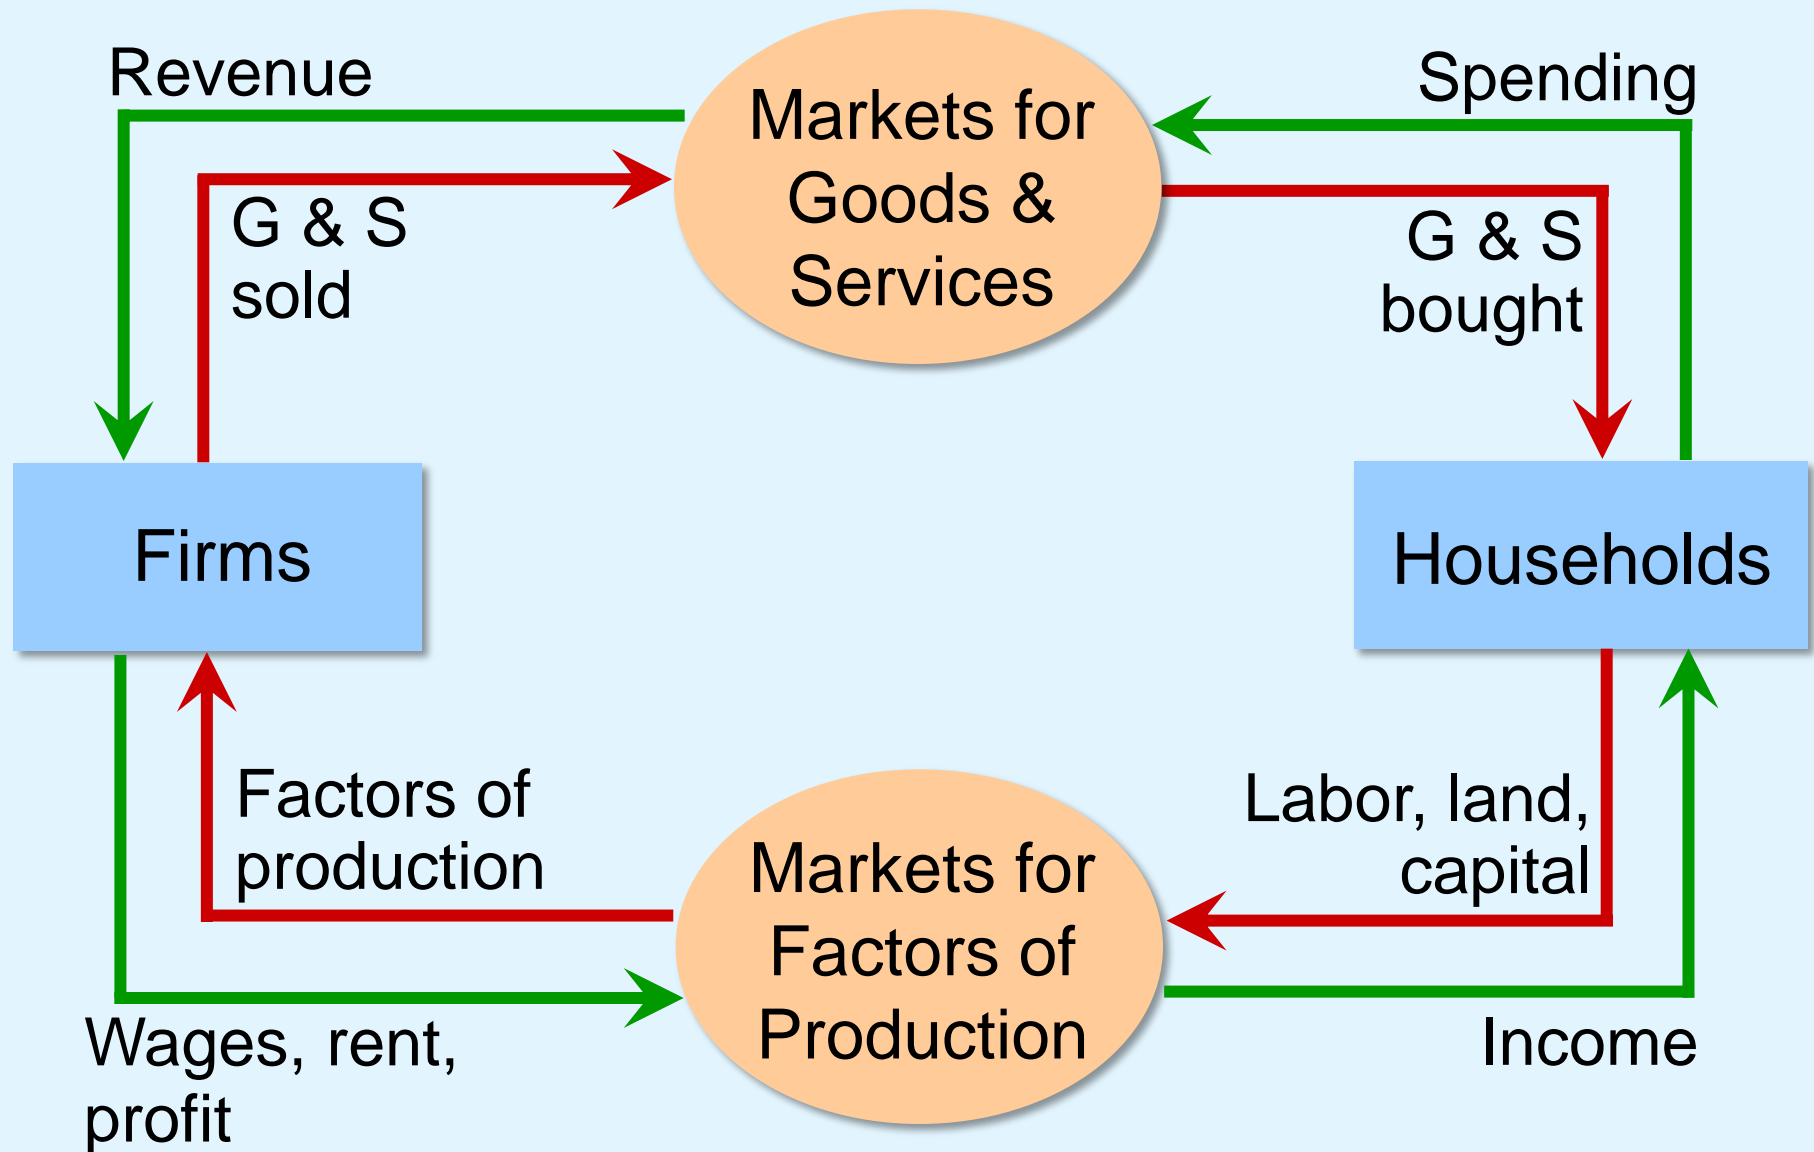 Revenue
Spending
Markets for
Goods &
Services
G & S
sold
G & S
bought
Firms
Households
Factors of
production
Labor, land,
capital
Markets for
Factors of
Production
Wages, rent,
profit
Income